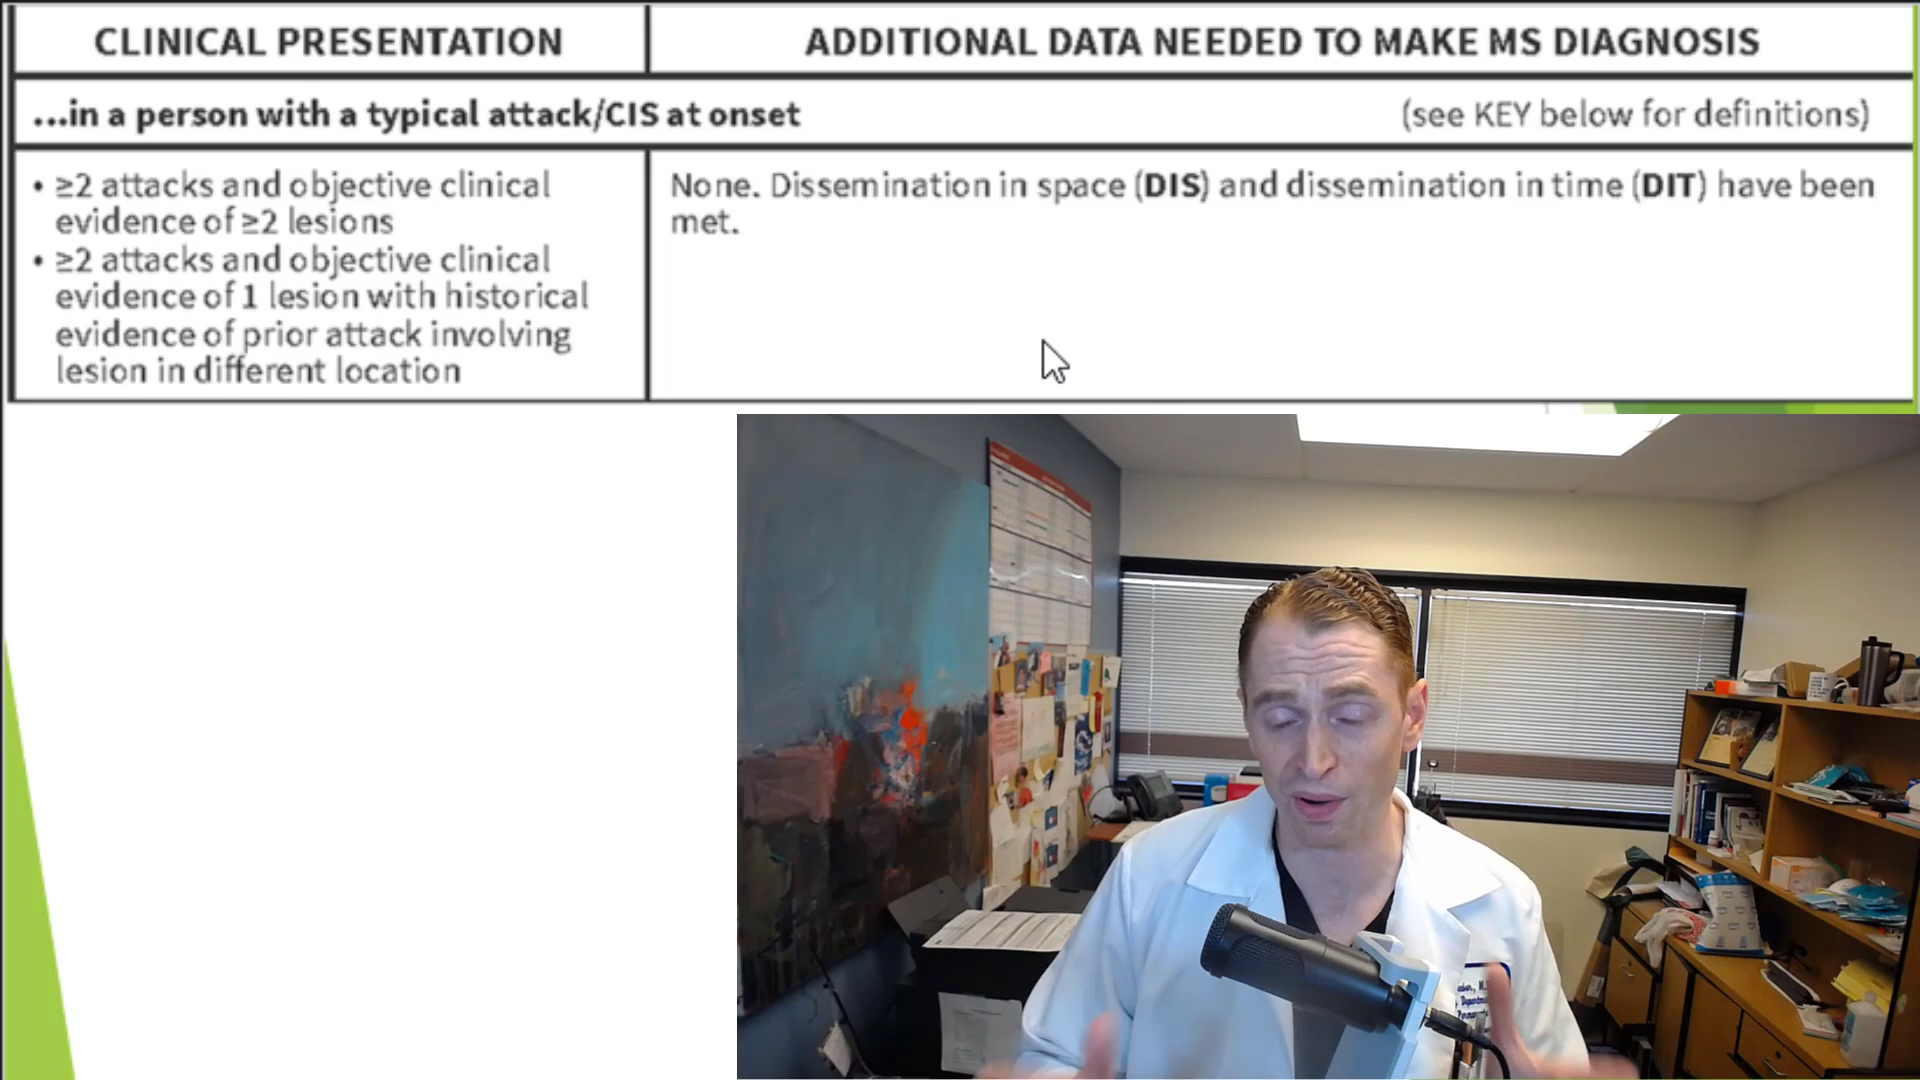 CLINICAL PRESENTATION
ADDITIONAL DATA NEEDED TO MAKE MS DIAGNOSIS
...in a person with a typical attack/CIS at onset
(see KEY below for definitions)
• ≥2 attacks and objective clinical
evidence of ≥2 lesions
• ≥2 attacks and objective clinical
evidence of 1 lesion with historical
evidence of prior attack involving
lesion in different location
None. Dissemination in space (DIS) and dissemination in time (DIT) have been
met.